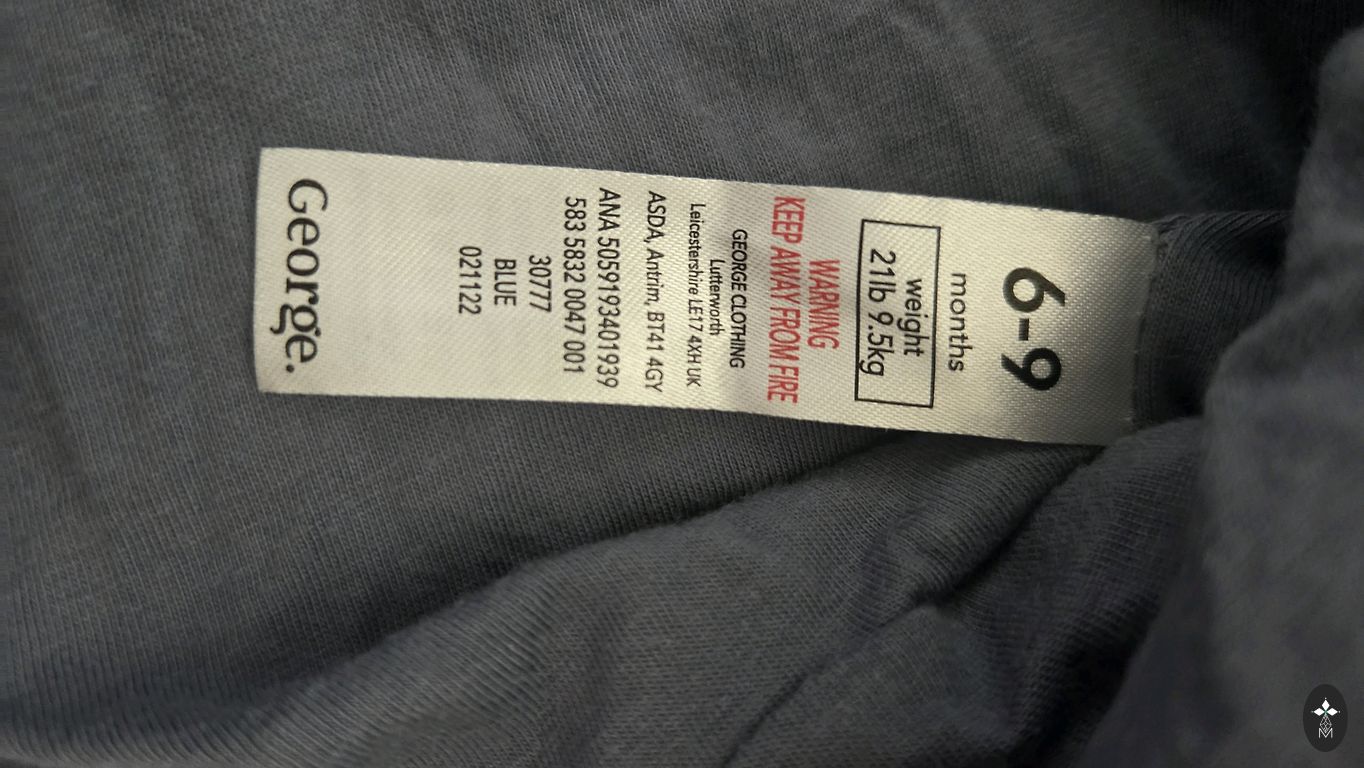 6-9
months
weight
21lb 9.5kg
WARNING
KEEP AWAY FROM FIRE
GEORGE CLOTHING
Lutterworth
Leicestershire LE17 4XH UK
ASDA, Antrim, BT41 4GY
ANA 5059193401939
583 5832 0047 001
30777
BLUE
021122
George.
M